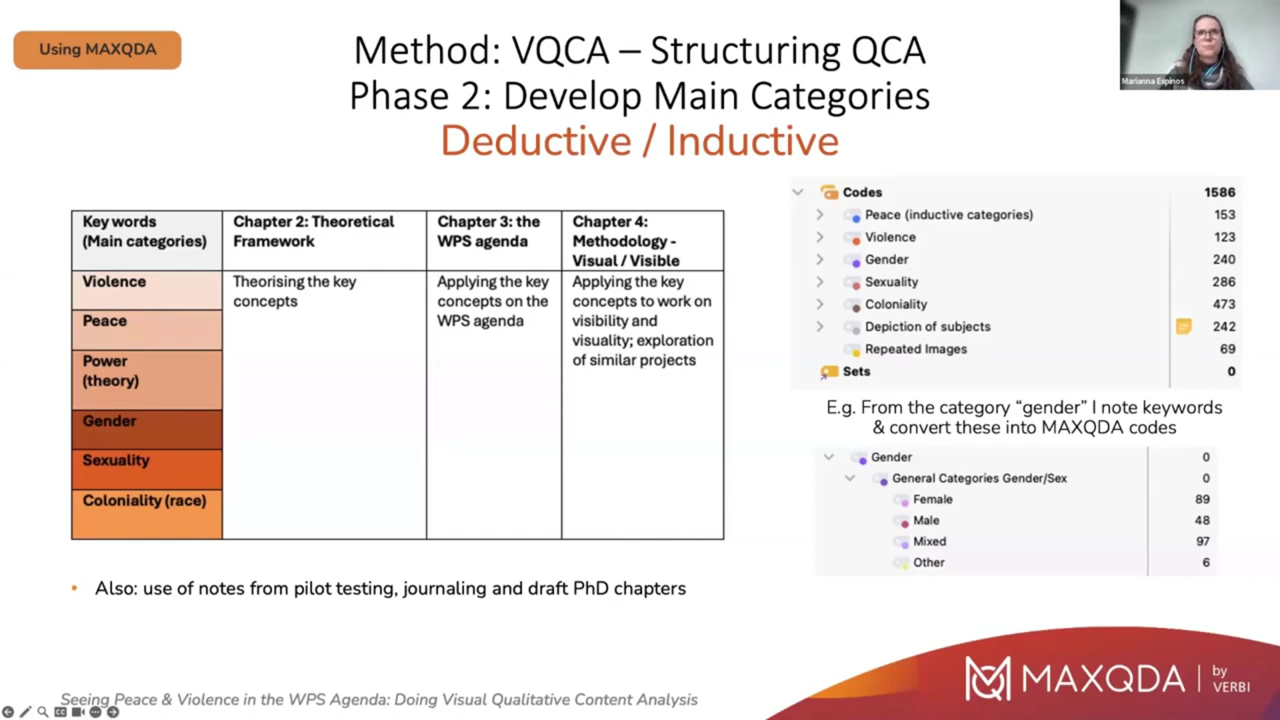 Using MAXQDA
Method: VQCA – Structuring QCA
Phase 2: Develop Main Categories
Deductive / Inductive
Marianna Espinos
Key words
(Main categories)
Chapter 2: Theoretical
Framework
Chapter 3: the
WPS agenda
Chapter 4:
Methodology -
Visual / Visible
Violence
Theorising the key
concepts
Applying the key
concepts on the
WPS agenda
Applying the key
concepts to work on
visibility and
visuality; exploration
of similar projects
Peace
Power
(theory)
Gender
Sexuality
Coloniality (race)
Also: use of notes from pilot testing, journaling and draft PhD chapters
Codes 1586
Peace (inductive categories) 153
Violence 123
Gender 240
Sexuality 286
Coloniality 473
Depiction of subjects 242
Repeated Images 69
Sets 0
E.g. From the category “gender” I note keywords
& convert these into MAXQDA codes
Gender 0
General Categories Gender/Sex 0
Female 89
Male 48
Mixed 97
Other 6
Seeing Peace & Violence in the WPS Agenda: Doing Visual Qualitative Content Analysis
MAXQDA
by
VERBI